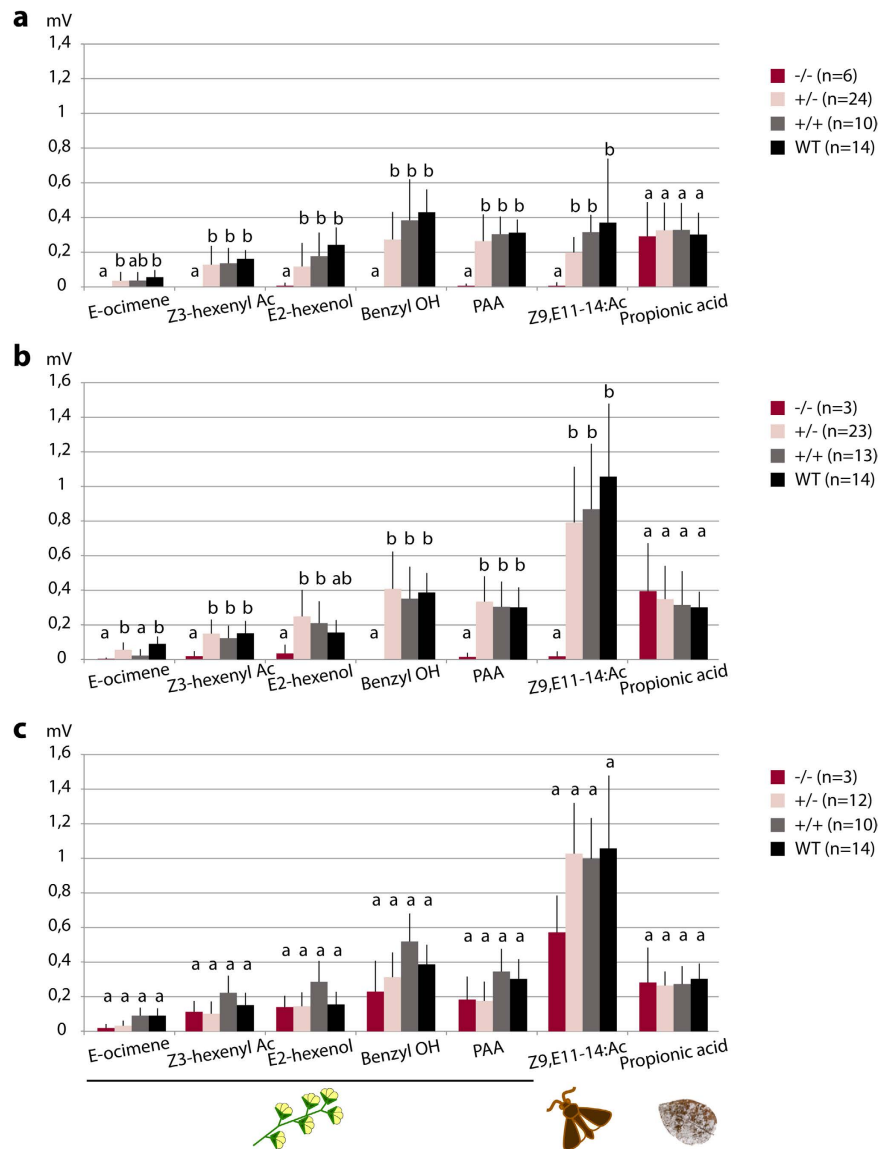 a
mV
1,4
1,2
1
0,8
0,6
0,4
0,2
0
a b ab b
a b b b
a b b b
a b b b
a b b b
a b b b
a a a a
E-ocimene
Z3-hexenyl Ac
E2-hexenol
Benzyl OH
PAA
Z9,E11-14:Ac
Propionic acid
-/- (n=6)
+/- (n=24)
+/+ (n=10)
WT (n=14)
b
mV
1,6
1,4
1,2
1
0,8
0,6
0,4
0,2
0
a b a b
a b b b
a b b ab
a b b b
a b b b
a b b b
a a a a
E-ocimene
Z3-hexenyl Ac
E2-hexenol
Benzyl OH
PAA
Z9,E11-14:Ac
Propionic acid
-/- (n=3)
+/- (n=23)
+/+ (n=13)
WT (n=14)
c
mV
1,6
1,4
1,2
1
0,8
0,6
0,4
0,2
0
a a a a
a a a a
a a a a
a a a a
a a a a
a a a a
a a a a
E-ocimene
Z3-hexenyl Ac
E2-hexenol
Benzyl OH
PAA
Z9,E11-14:Ac
Propionic acid
-/- (n=3)
+/- (n=12)
+/+ (n=10)
WT (n=14)